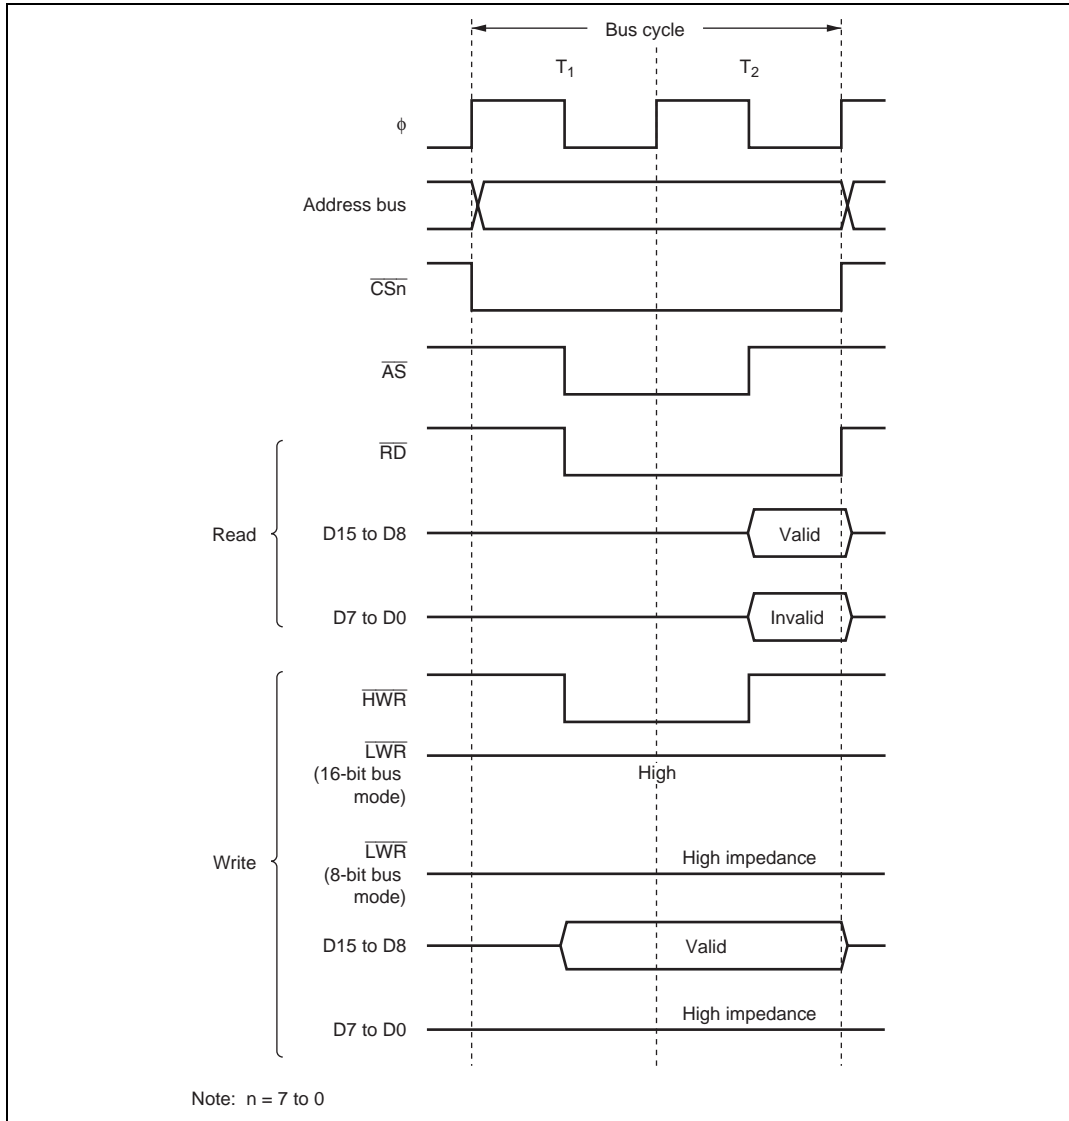 Bus cycle
T1 T2
ϕ
Address bus
CSn
AS
RD
Read
D15 to D8 Valid
D7 to D0 Invalid
HWR
LWR
(16-bit bus
mode)
High
Write
LWR
(8-bit bus
mode)
High impedance
D15 to D8 Valid
D7 to D0 High impedance
Note: n = 7 to 0